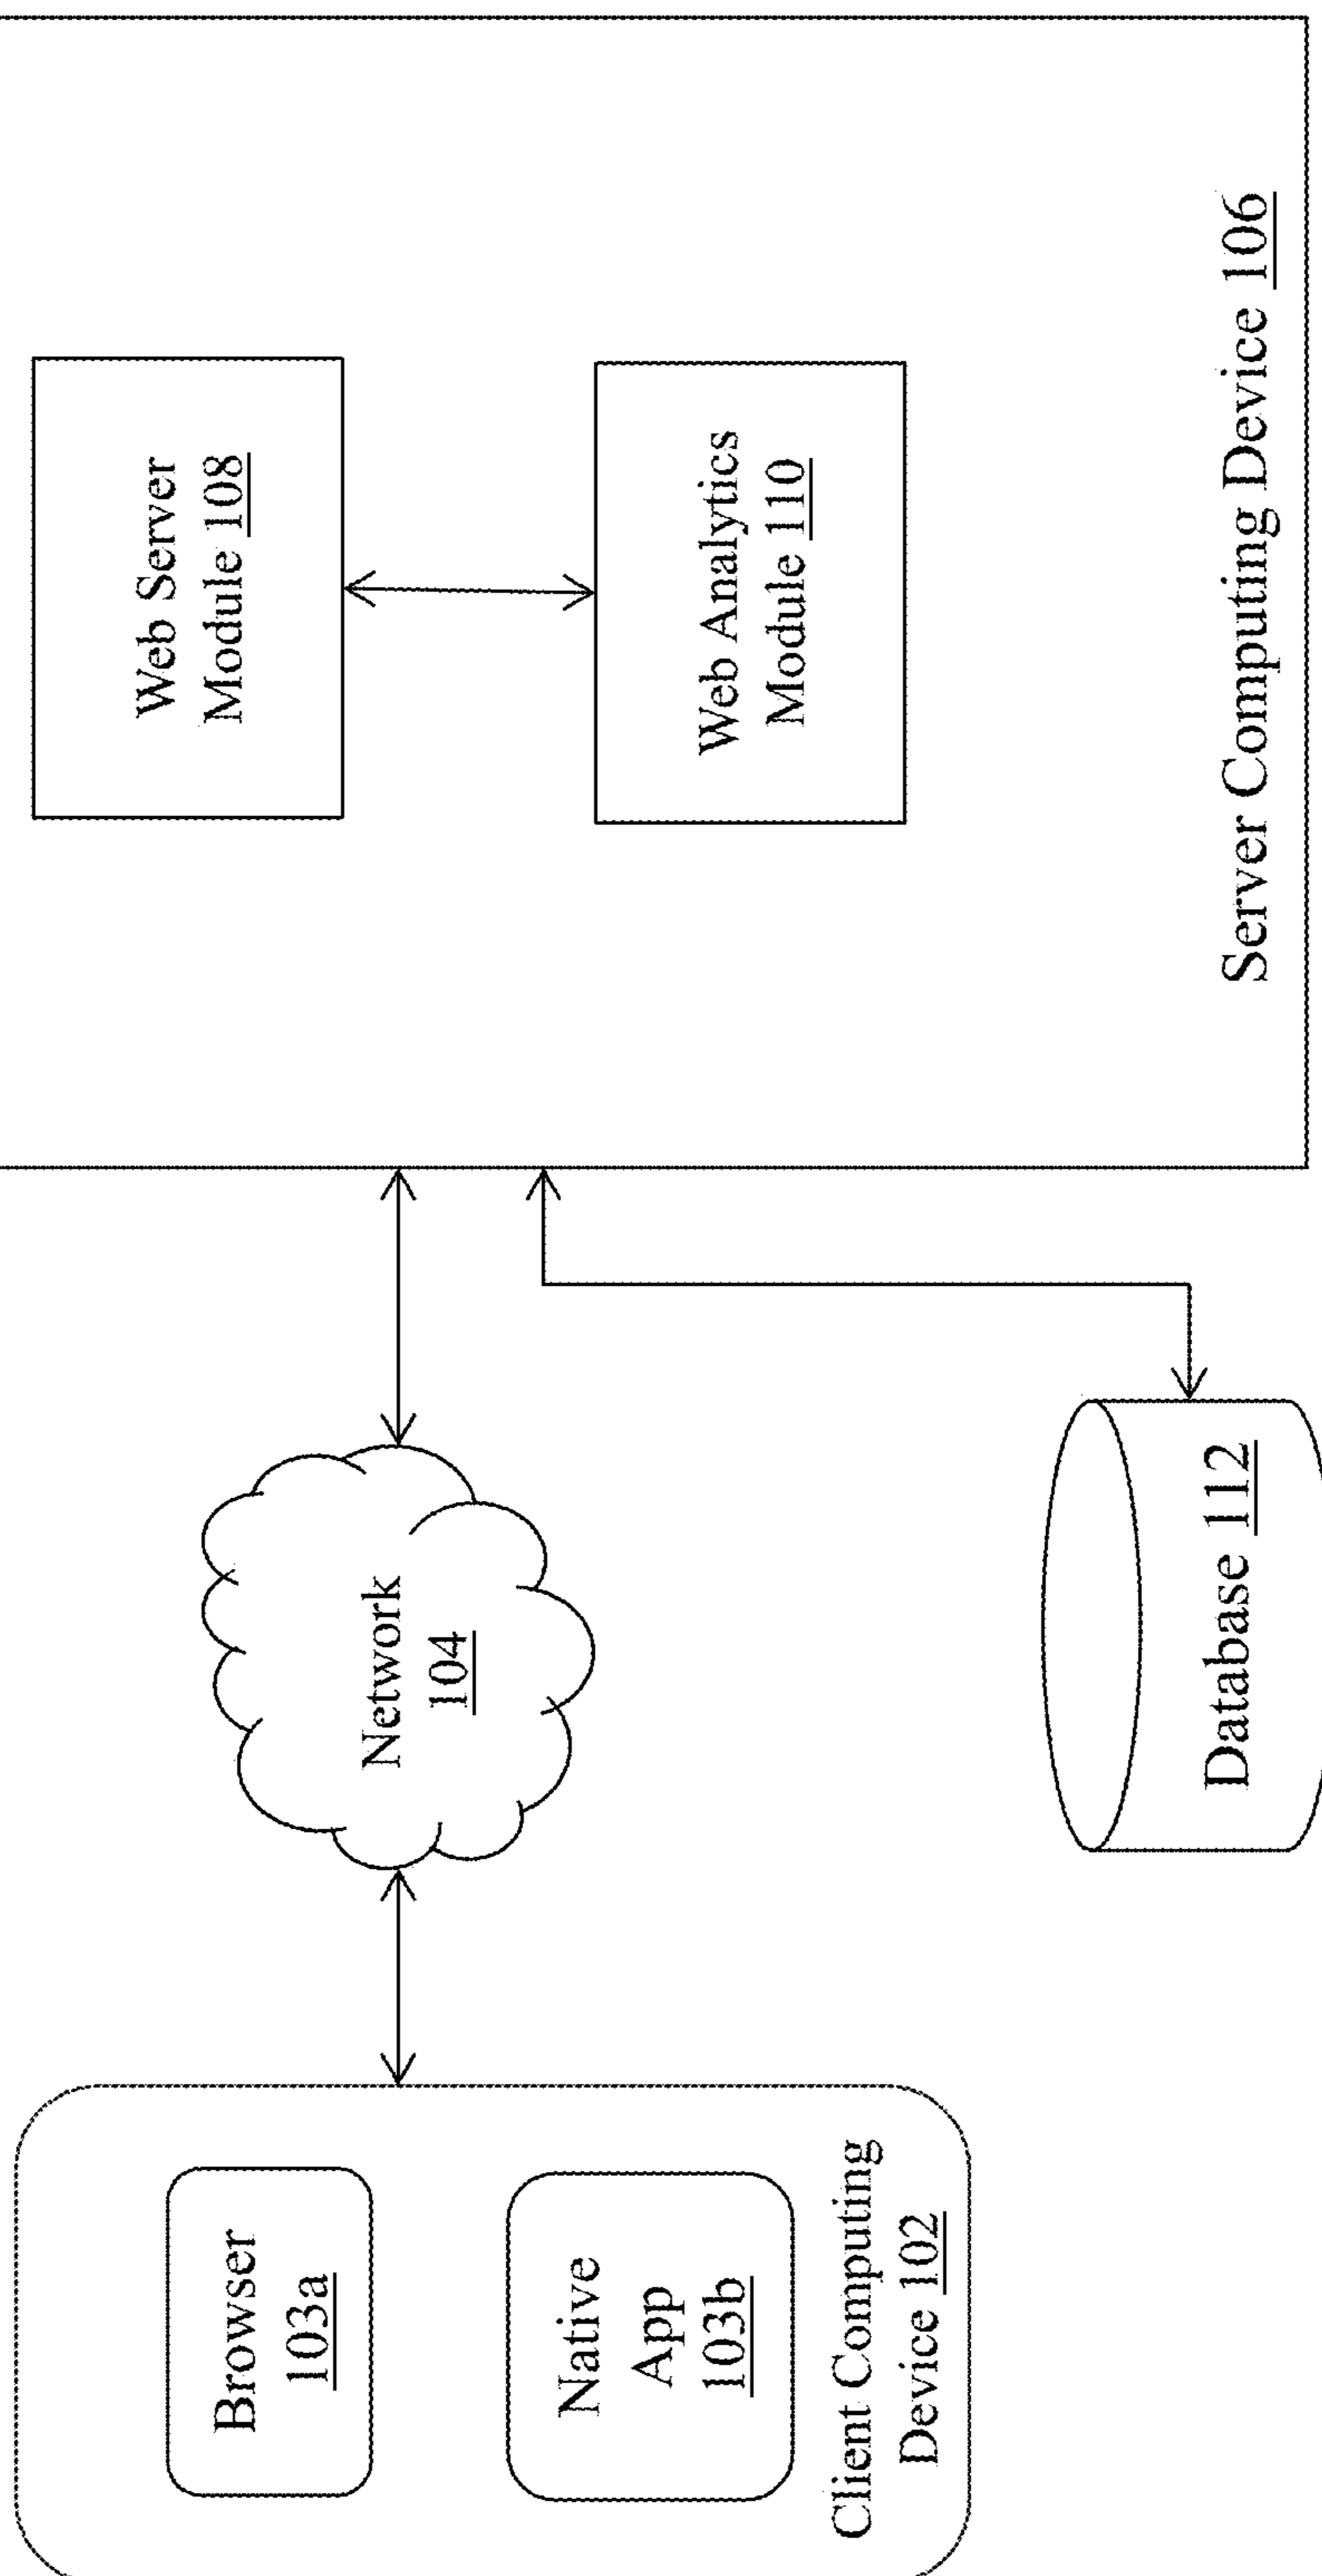 Browser
103a
Native
App
103b
Client Computing
Device 102
Network
104
Database 112
Web Server
Module 108
Web Analytics
Module 110
Server Computing Device 106